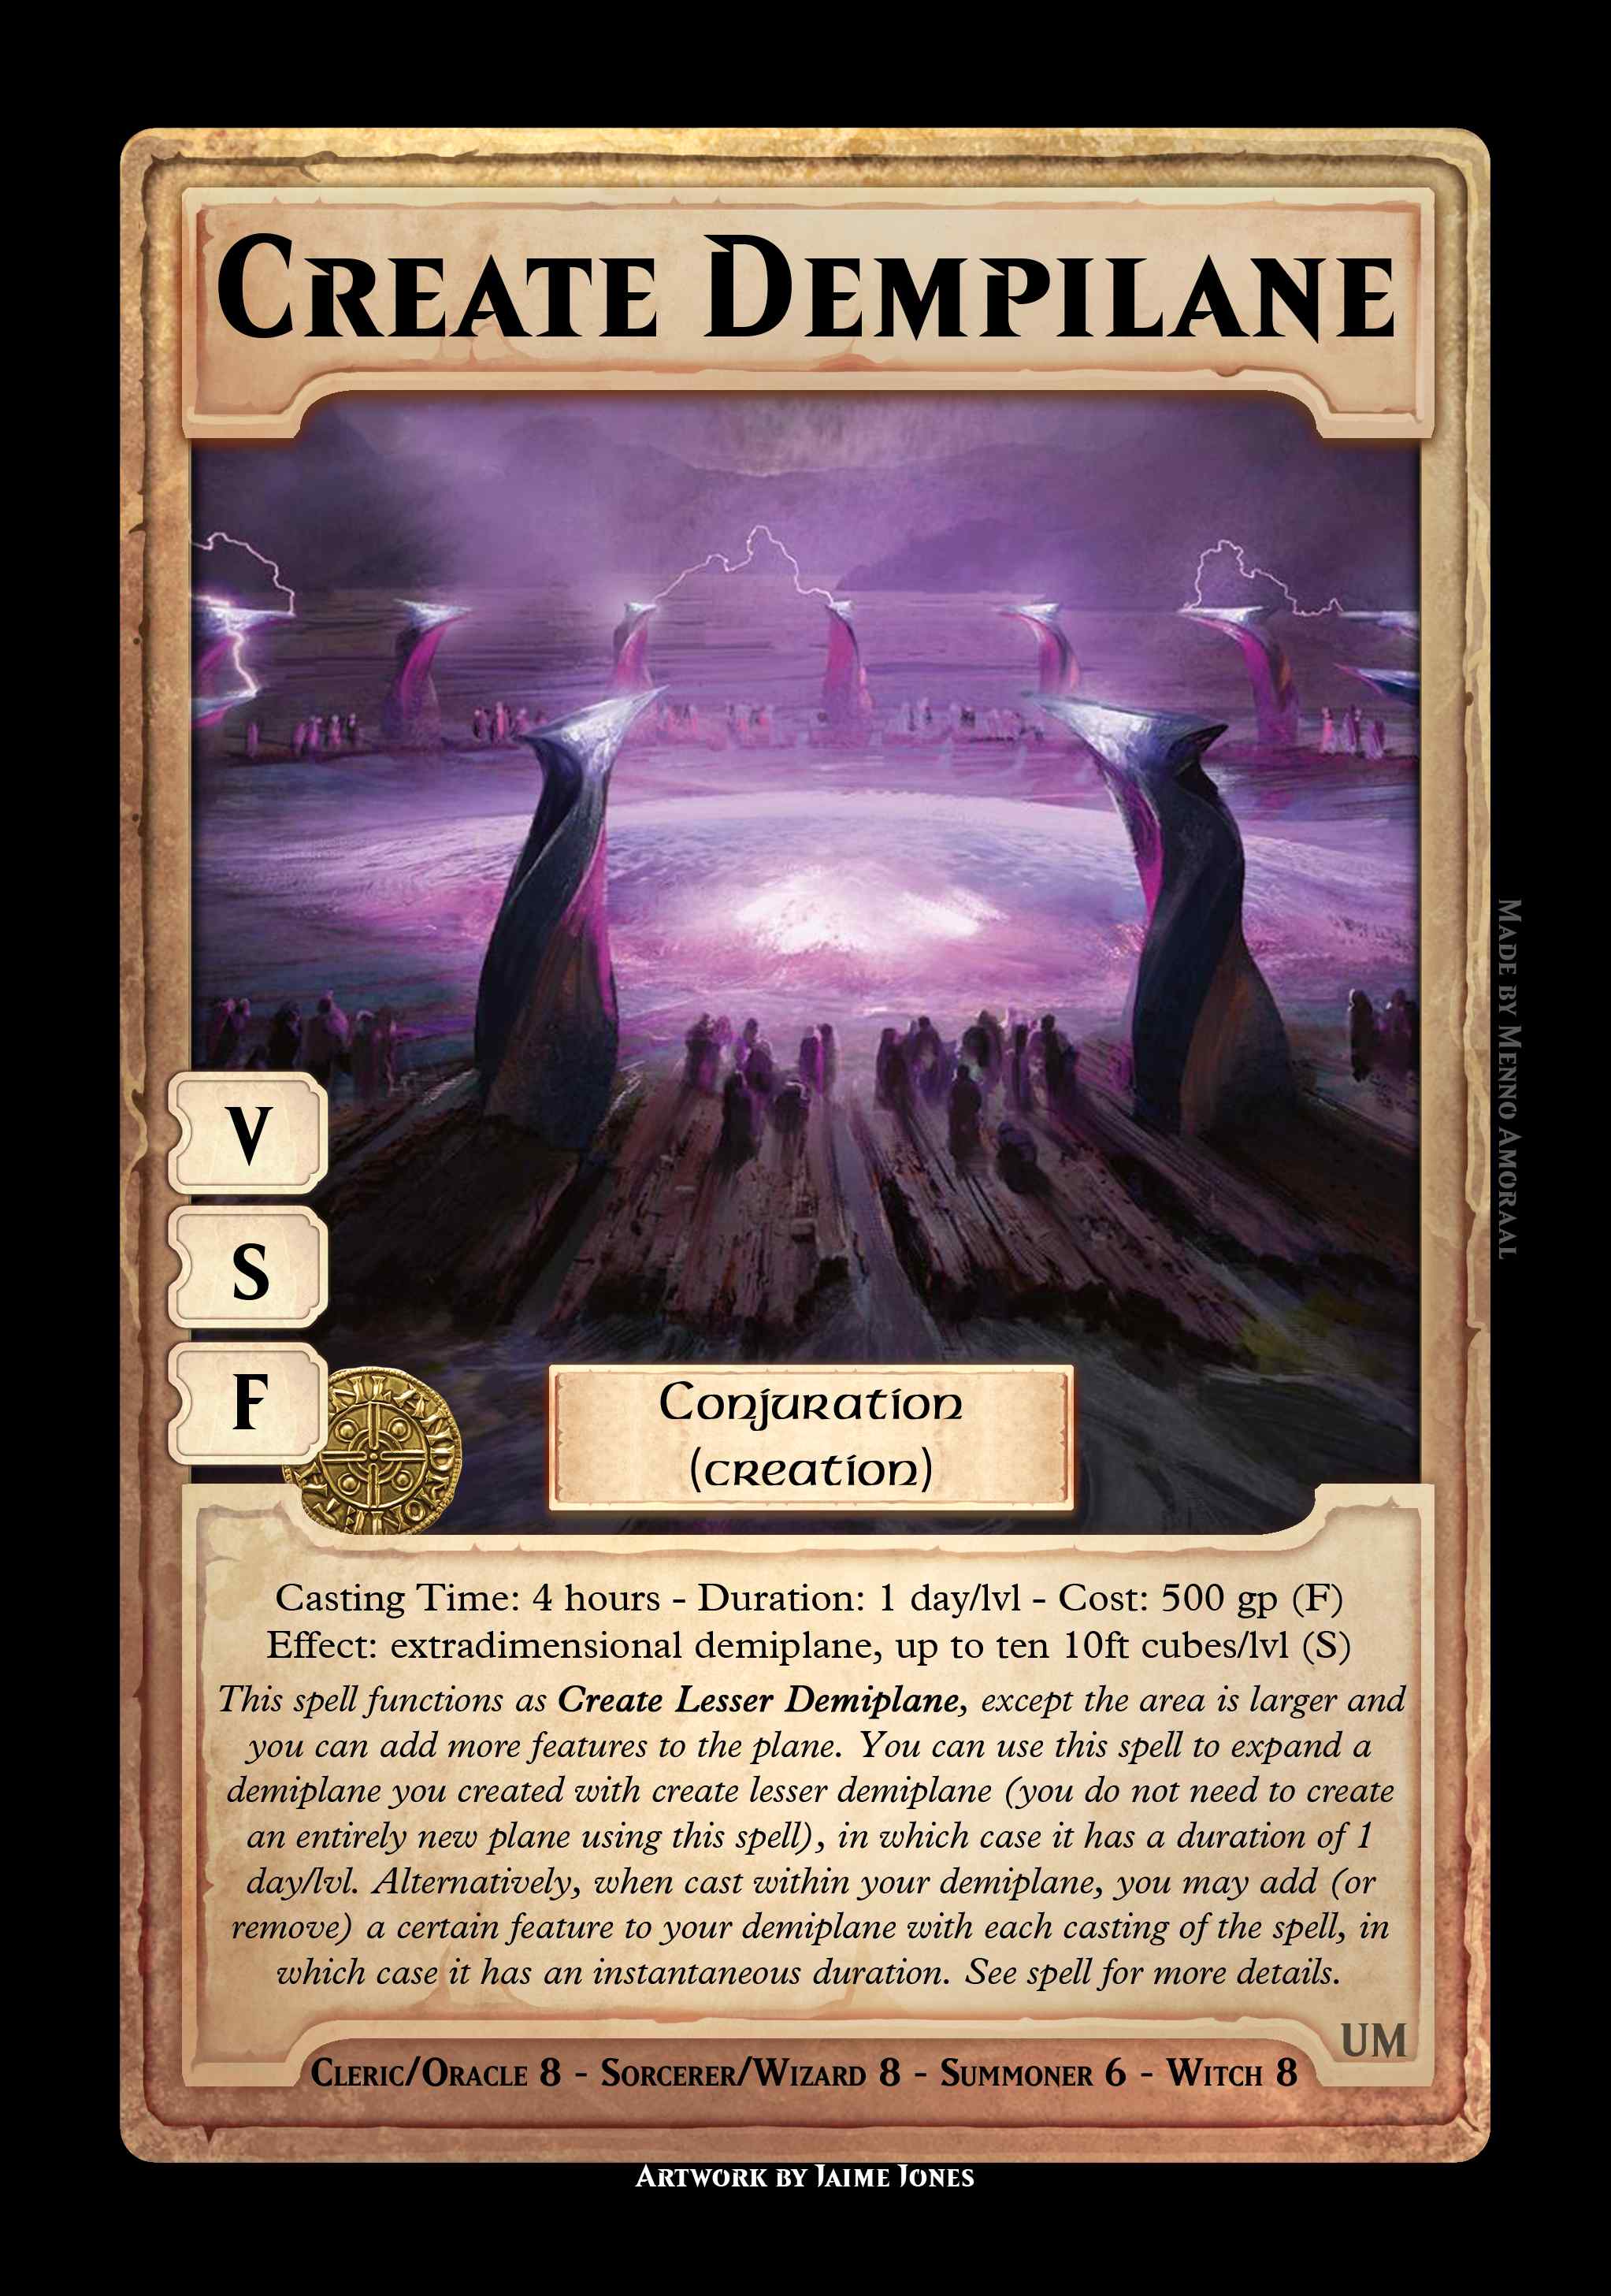 Create Dempilane
V
S
F
Conjuration
(creation)
Casting Time: 4 hours - Duration: 1 day/lvl - Cost: 500 gp (F)
Effect: extradimensional demiplane, up to ten 10ft cubes/lvl (S)
This spell functions as Create Lesser Demiplane, except the area is larger and
you can add more features to the plane. You can use this spell to expand a
demiplane you created with create lesser demiplane (you do not need to create
an entirely new plane using this spell), in which case it has a duration of 1
day/lvl. Alternatively, when cast within your demiplane, you may add (or
remove) a certain feature to your demiplane with each casting of the spell, in
which case it has an instantaneous duration. See spell for more details.
UM
Cleric/Oracle 8 - Sorcerer/Wizard 8 - Summoner 6 - Witch 8
Artwork by Jaime Jones
Made by Menno Amoraal